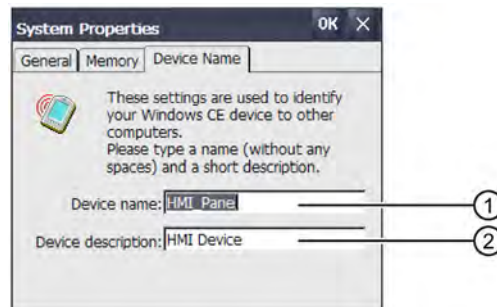 System Properties OK ×
General Memory Device Name
These settings are used to identify
your Windows CE device to other
computers.
Please type a name (without any
spaces) and a short description.
Device name: HMI_Panel
1
Device description: HMI Device
2